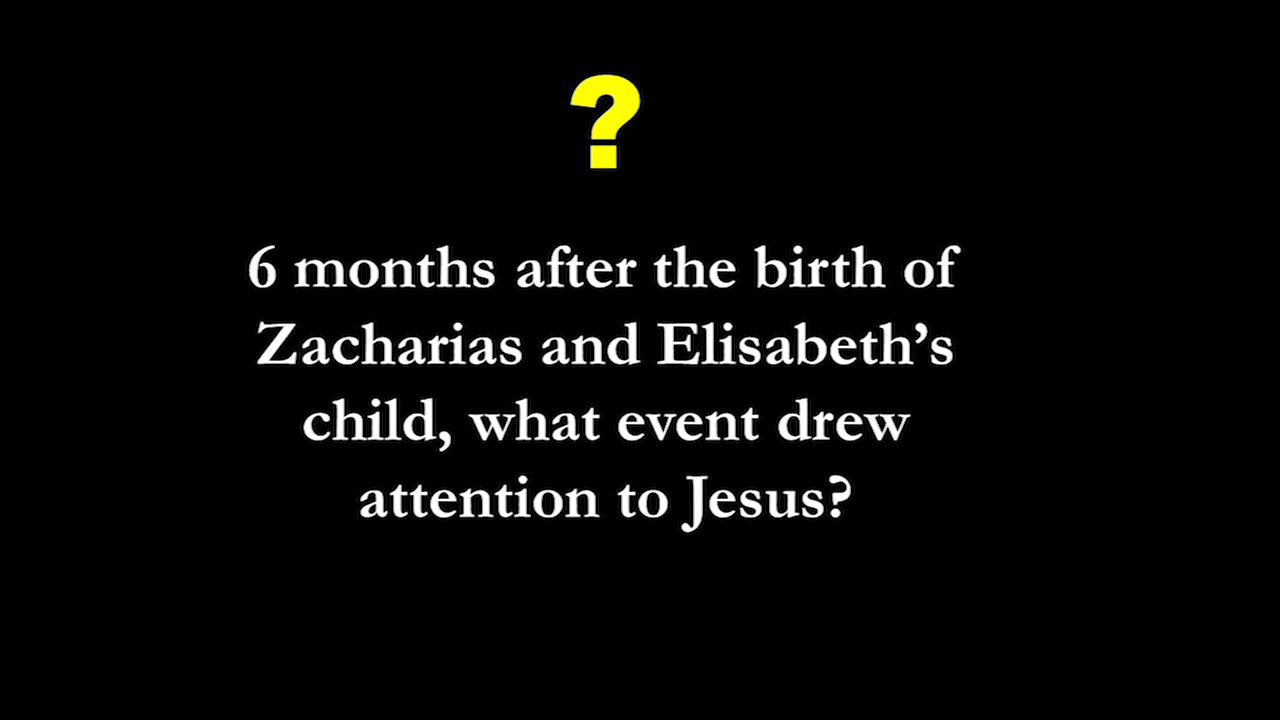 ?
6 months after the birth of
Zacharias and Elisabeth’s
child, what event drew
attention to Jesus?